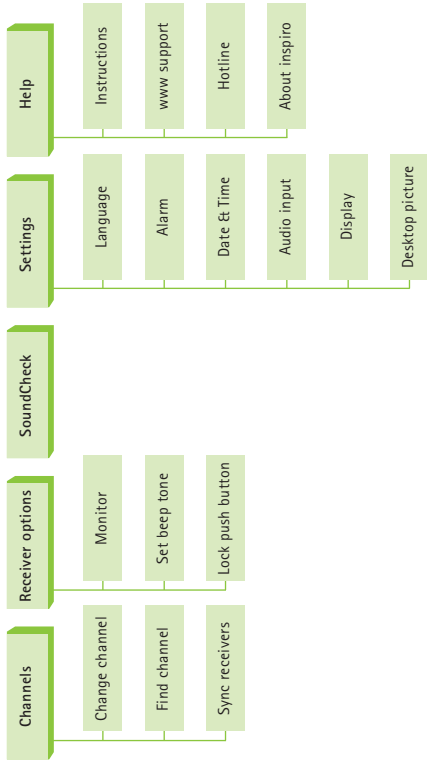 Channels
Change channel
Find channel
Sync receivers
Receiver options
Monitor
Set beep tone
Lock push button
SoundCheck
Settings
Language
Alarm
Date & Time
Audio input
Display
Desktop picture
Help
Instructions
www support
Hotline
About inspiro